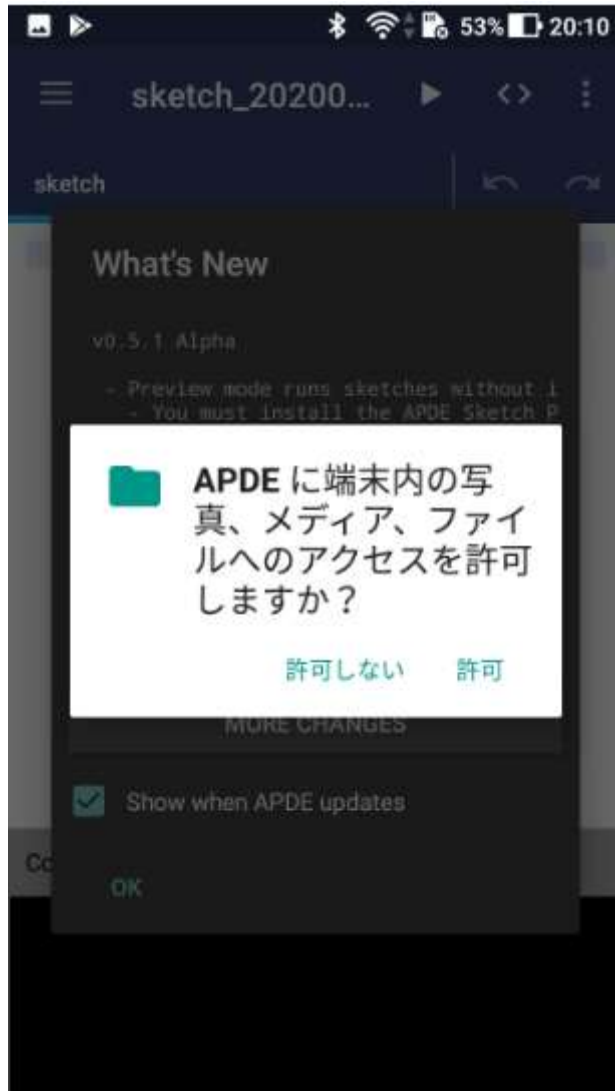 53% 20:10
sketch_20200...
sketch
What's New
v0.5.1 Alpha
- Preview mode runs sketches without i
- You must install the APDE Sketch P
APDE に端末内の写
真、メディア、ファイ
ルへのアクセスを許可
しますか？
許可しない 許可
MORE CHANGES
Show when APDE updates
Co
OK